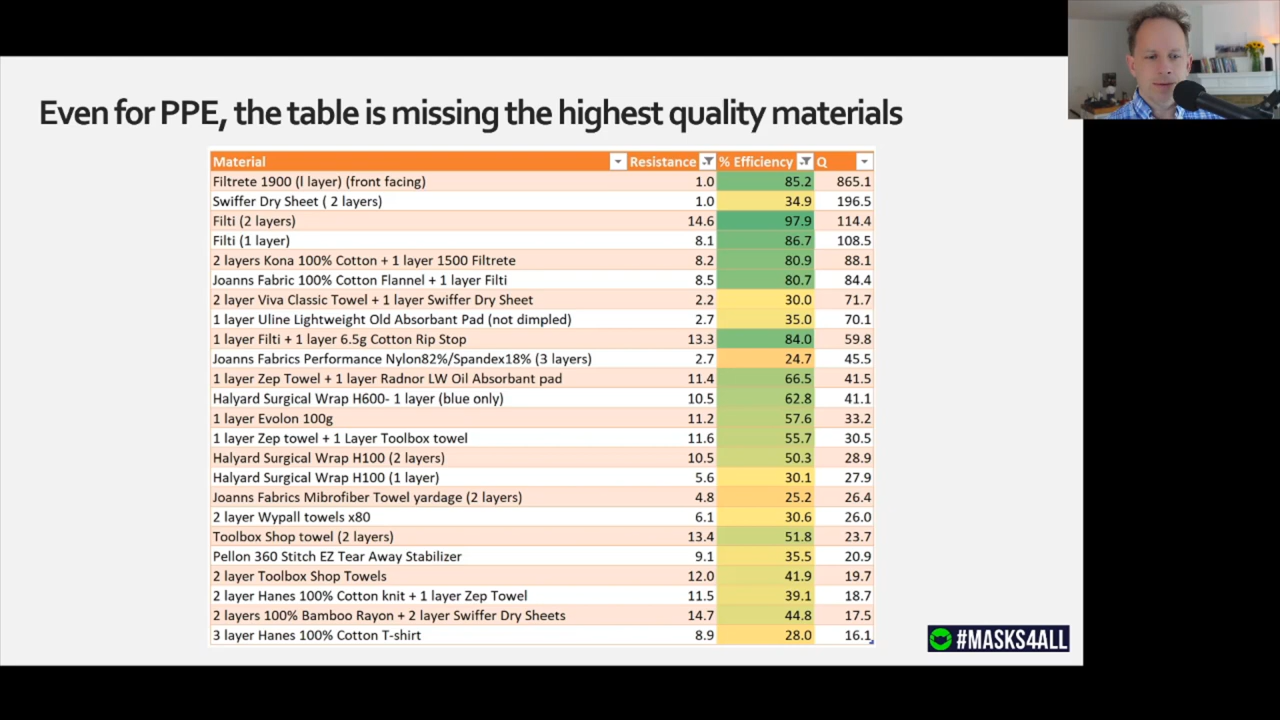 Even for PPE, the table is missing the highest quality materials
Material Resistance % Efficiency Q
Filtrete 1900 (l layer) (front facing) 1.0 85.2 865.1
Swiffer Dry Sheet ( 2 layers) 1.0 34.9 196.5
Filti (2 layers) 14.6 97.9 114.4
Filti (1 layer) 8.1 86.7 108.5
2 layers Kona 100% Cotton + 1 layer 1500 Filtrete 8.2 80.9 88.1
Joanns Fabric 100% Cotton Flannel + 1 layer Filti 8.5 80.7 84.4
2 layer Viva Classic Towel + 1 layer Swiffer Dry Sheet 2.2 30.0 71.7
1 layer Uline Lightweight Old Absorbant Pad (not dimpled) 2.7 35.0 70.1
1 layer Filti + 1 layer 6.5g Cotton Rip Stop 13.3 84.0 59.8
Joanns Fabrics Performance Nylon82%/Spandex18% (3 layers) 2.7 24.7 45.5
1 layer Zep Towel + 1 layer Radnor LW Oil Absorbant pad 11.4 66.5 41.5
Halyard Surgical Wrap H600- 1 layer (blue only) 10.5 62.8 41.1
1 layer Evolon 100g 11.2 57.6 33.2
1 layer Zep towel + 1 Layer Toolbox towel 11.6 55.7 30.5
Halyard Surgical Wrap H100 (2 layers) 10.5 50.3 28.9
Halyard Surgical Wrap H100 (1 layer) 5.6 30.1 27.9
Joanns Fabrics Mibrofiber Towel yardage (2 layers) 4.8 25.2 26.4
2 layer Wypall towels x80 6.1 30.6 26.0
Toolbox Shop towel (2 layers) 13.4 51.8 23.7
Pellon 360 Stitch EZ Tear Away Stabilizer 9.1 35.5 20.9
2 layer Toolbox Shop Towels 12.0 41.9 19.7
2 layer Hanes 100% Cotton knit + 1 layer Zep Towel 11.5 39.1 18.7
2 layers 100% Bamboo Rayon + 2 layer Swiffer Dry Sheets 14.7 44.8 17.5
3 layer Hanes 100% Cotton T-shirt 8.9 28.0 16.1
#MASKS4ALL